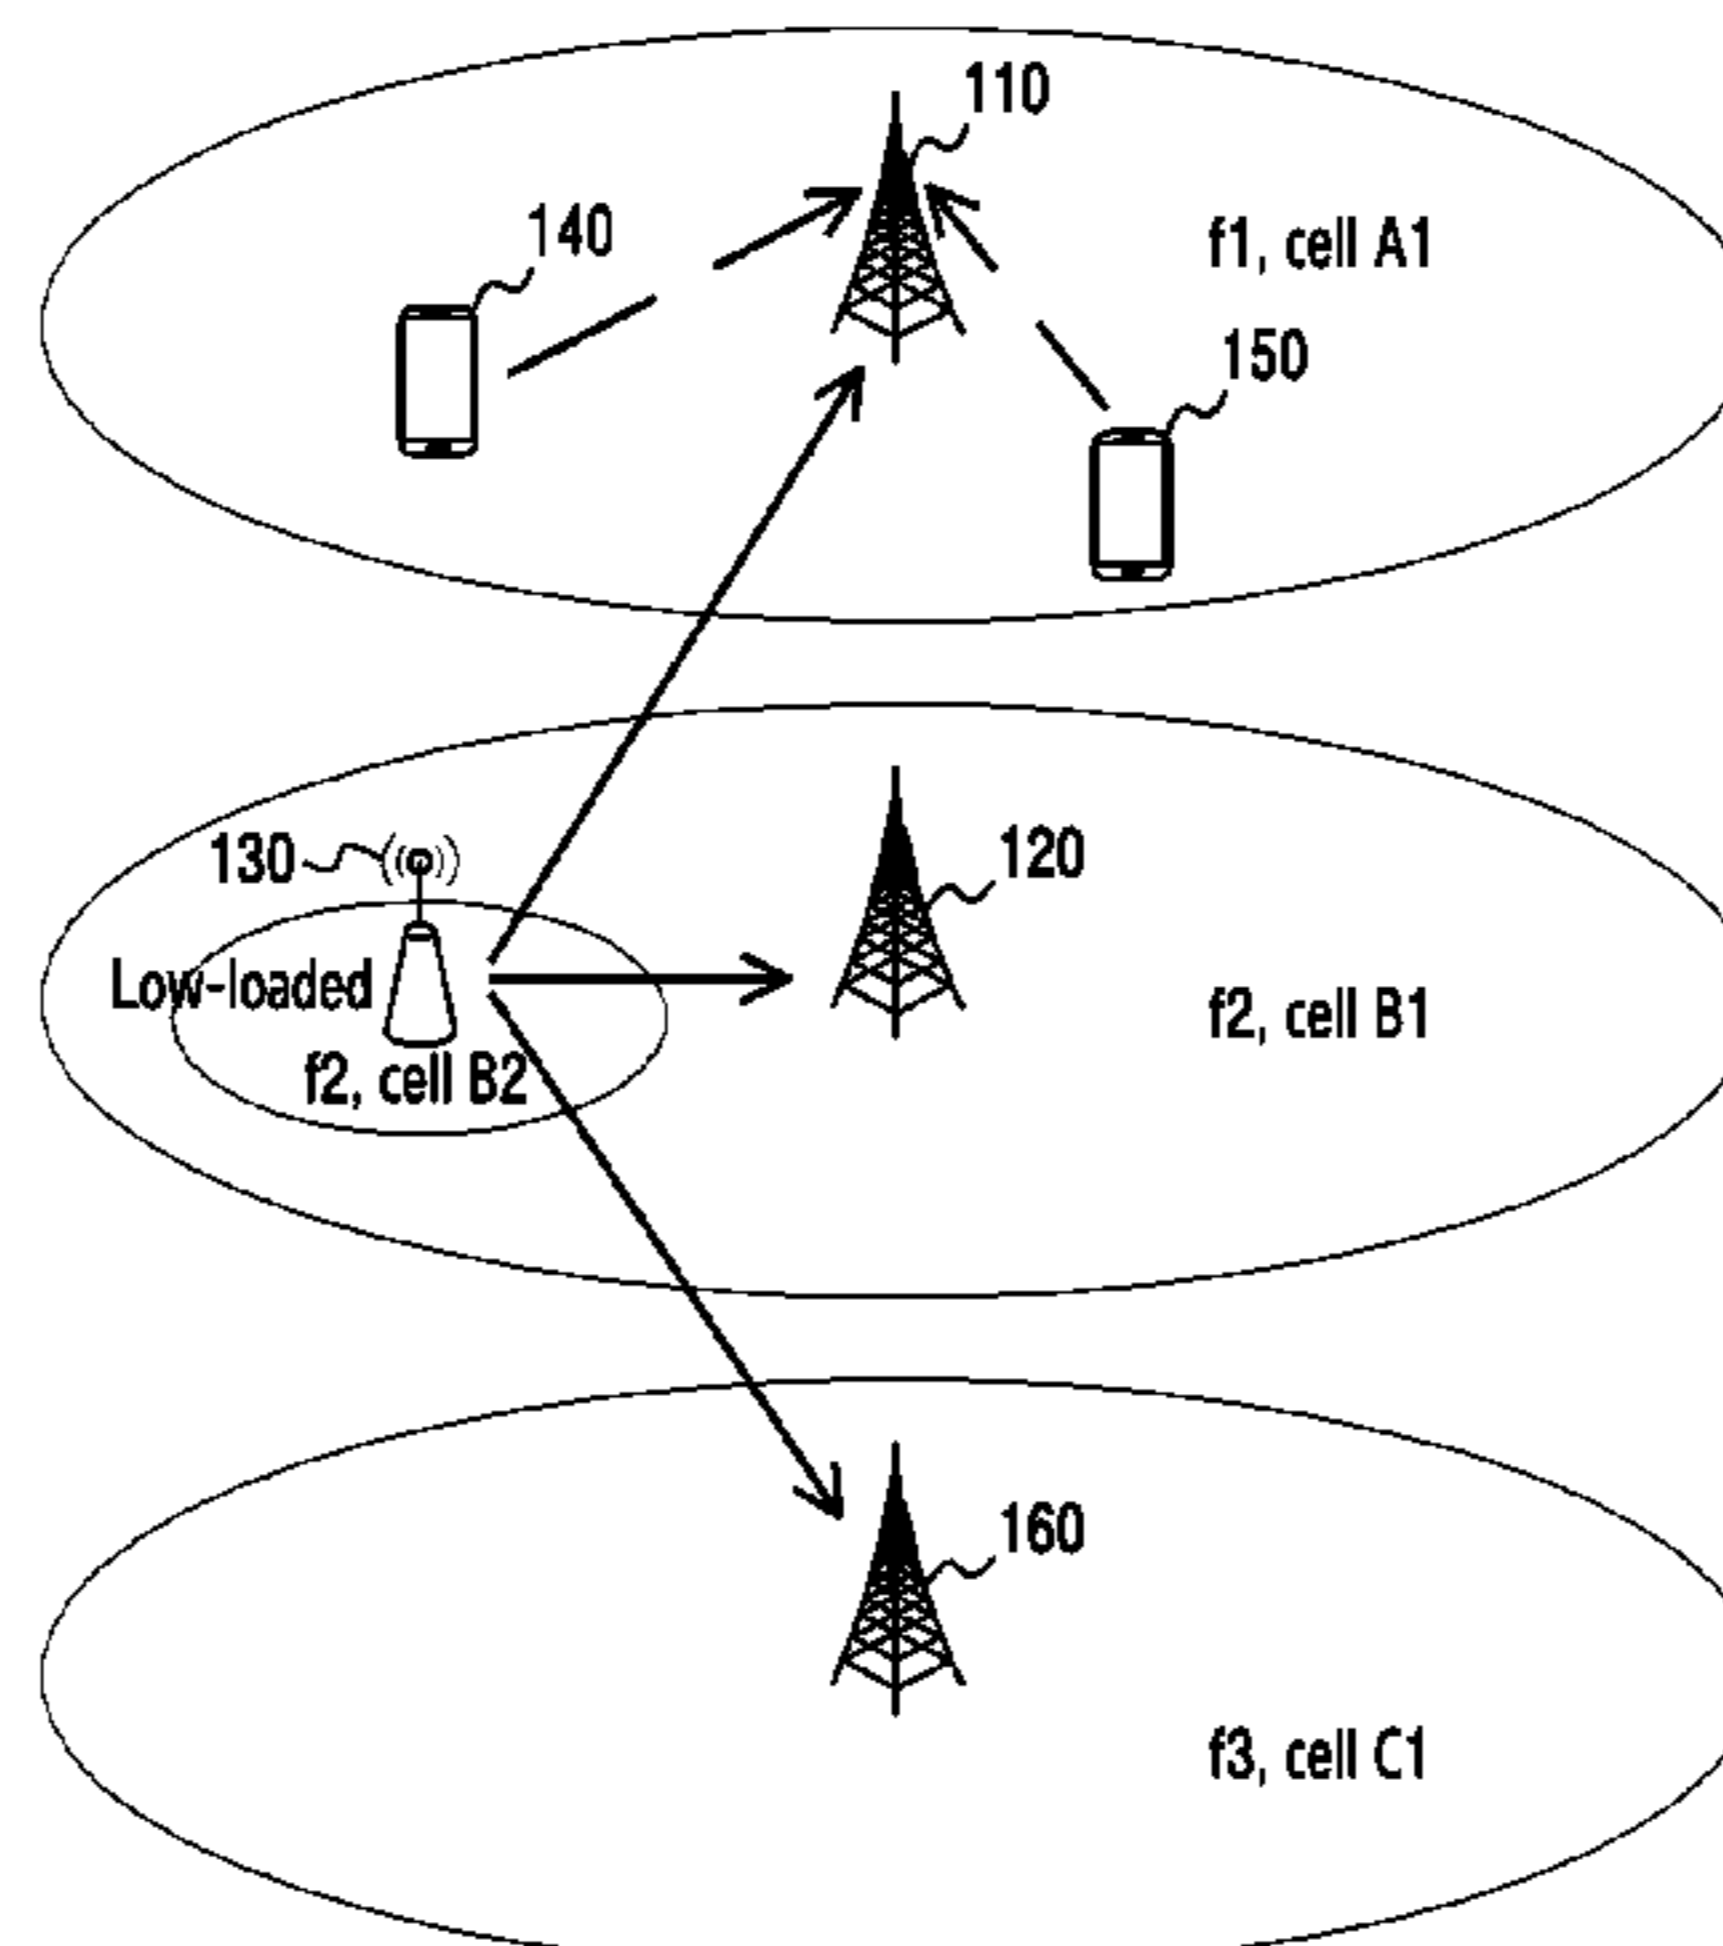 110
140
f1, cell A1
150
130
120
Low-loaded
f2, cell B1
f2, cell B2
160
f3, cell C1